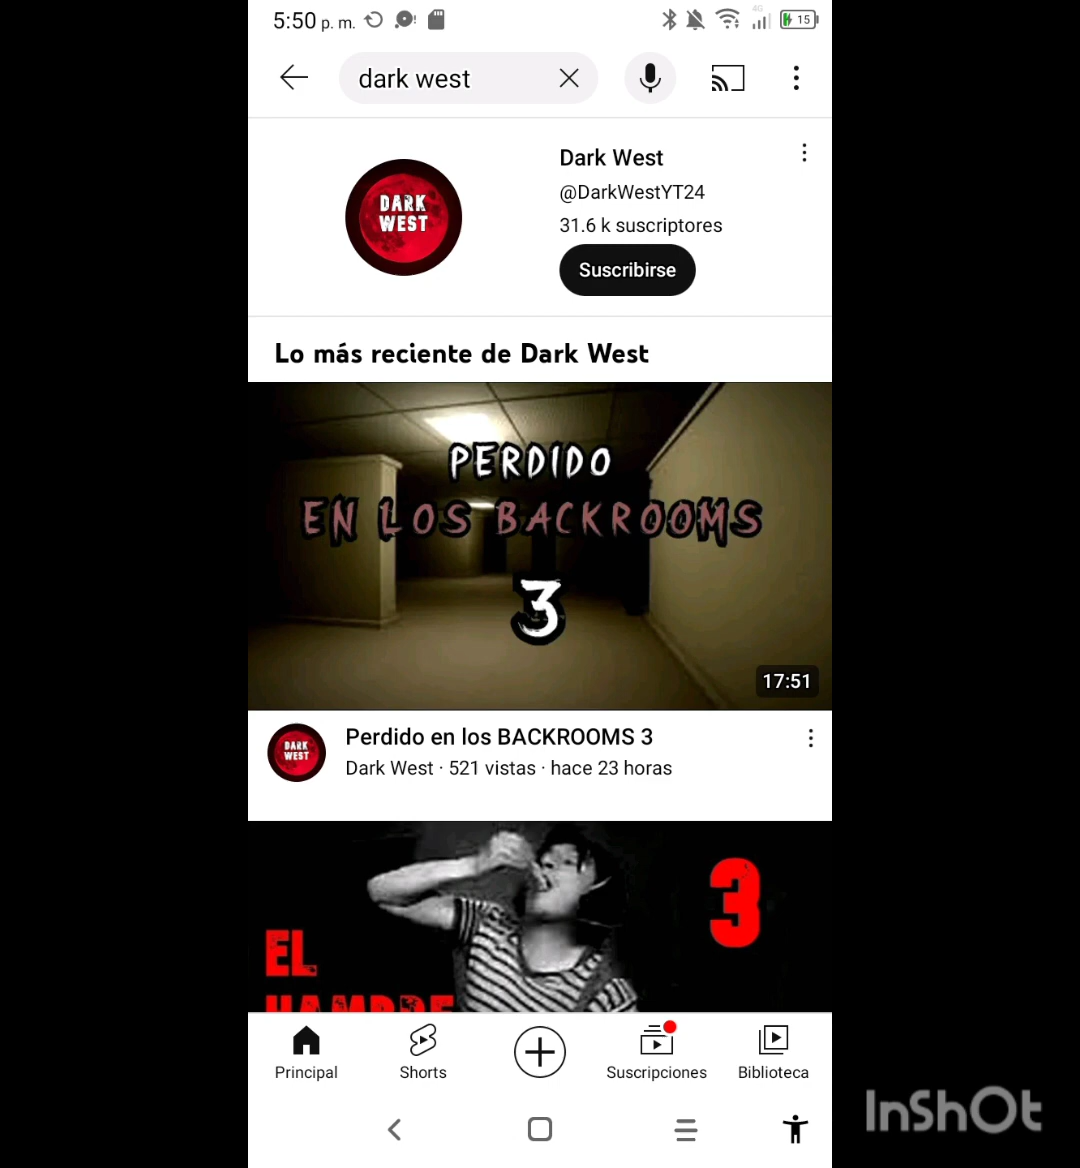 5:50 p. m.
4G
15
dark west
DARK
WEST
Dark West
@DarkWestYT24
31.6 k suscriptores
Suscribirse
Lo más reciente de Dark West
PERDIDO
EN LOS BACKROOMS
3
17:51
DARK
WEST
Perdido en los BACKROOMS 3
Dark West · 521 vistas · hace 23 horas
3
EL
HAMBRE
Principal
Shorts
Suscripciones
Biblioteca
InShOt